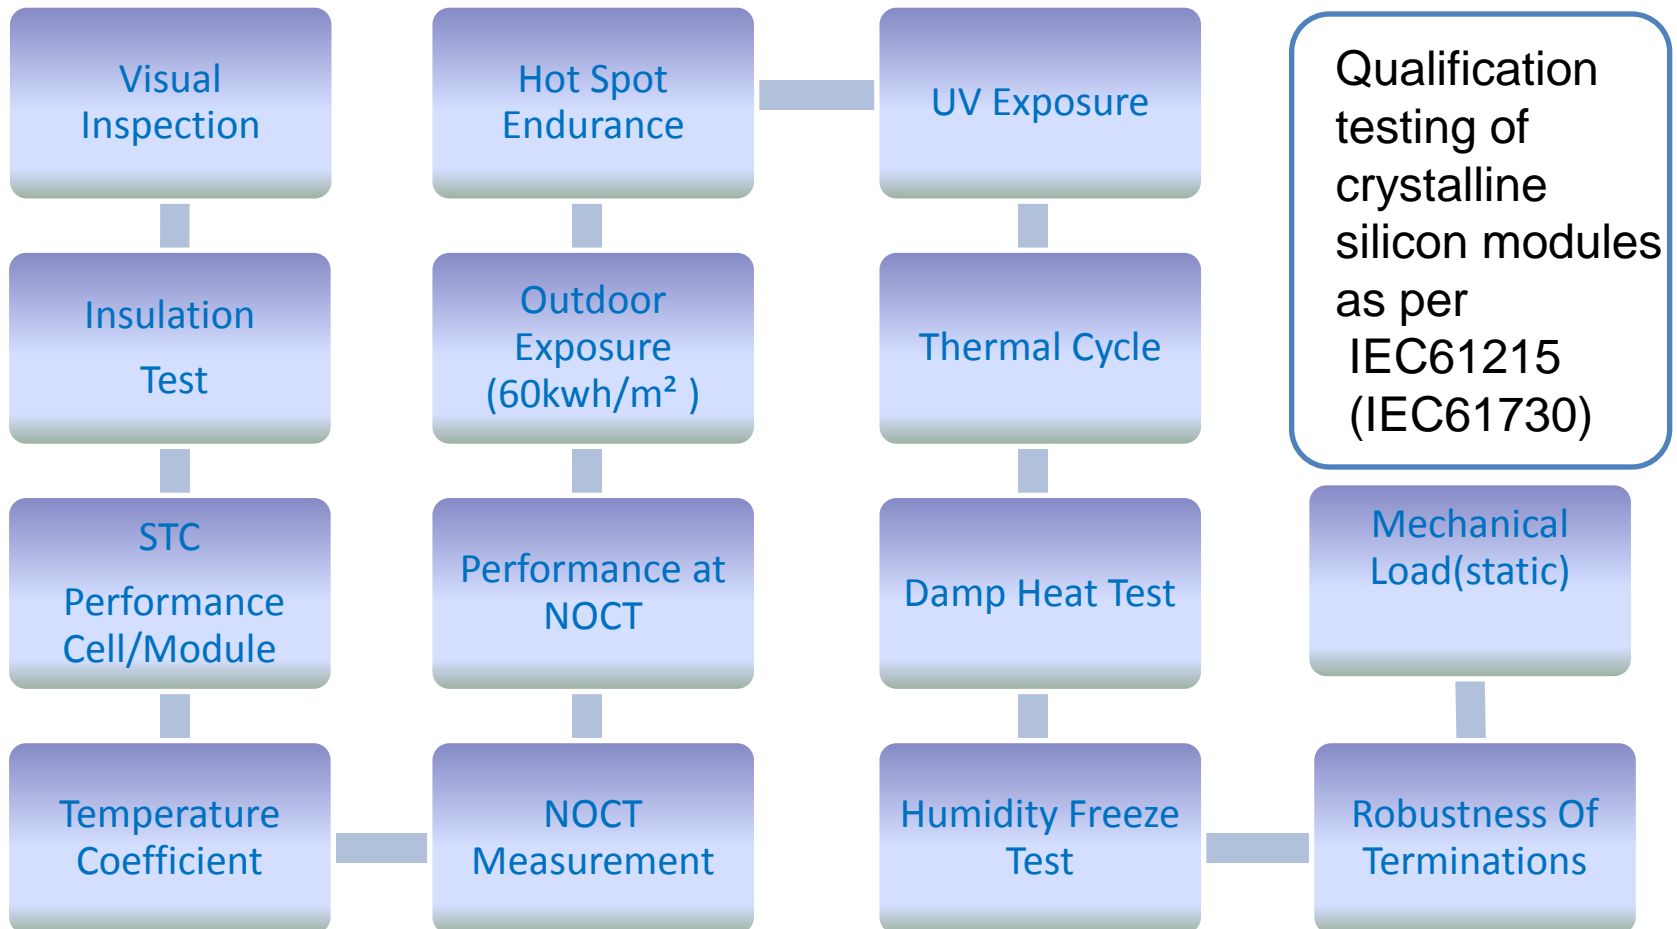 Visual
Inspection
Insulation
Test
STC
Performance
Cell/Module
Temperature
Coefficient
NOCT
Measurement
Performance at
NOCT
Outdoor
Exposure
(60kwh/m² )
Hot Spot
Endurance
UV Exposure
Thermal Cycle
Damp Heat Test
Humidity Freeze
Test
Robustness Of
Terminations
Mechanical
Load(static)
Qualification
testing of
crystalline
silicon modules
as per
IEC61215
(IEC61730)